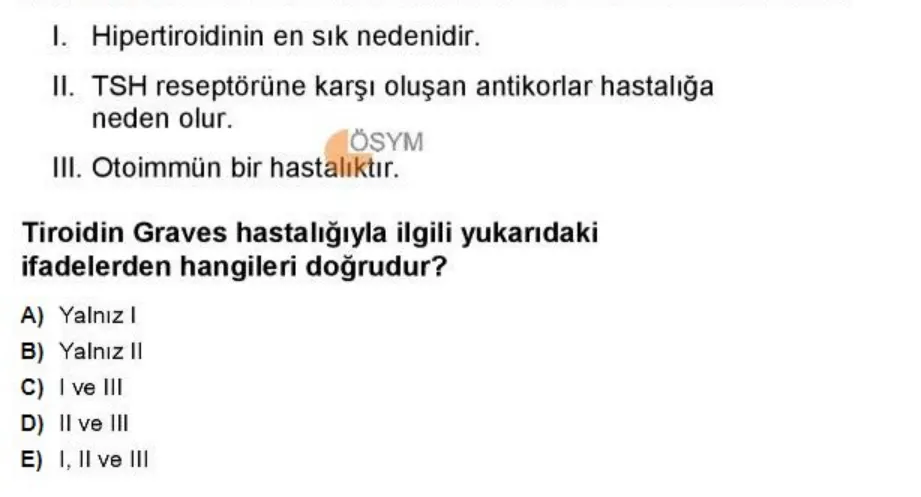 I. Hipertiroidinin en sık nedenidir.
II. TSH reseptörüne karşı oluşan antikorlar hastalığa
neden olur.
ÖSYM
III. Otoimmün bir hastalıktır.
Tiroidin Graves hastalığıyla ilgili yukarıdaki
ifadelerden hangileri doğrudur?
A) Yalnız I
B) Yalnız II
C) I ve III
D) II ve III
E) I, II ve III